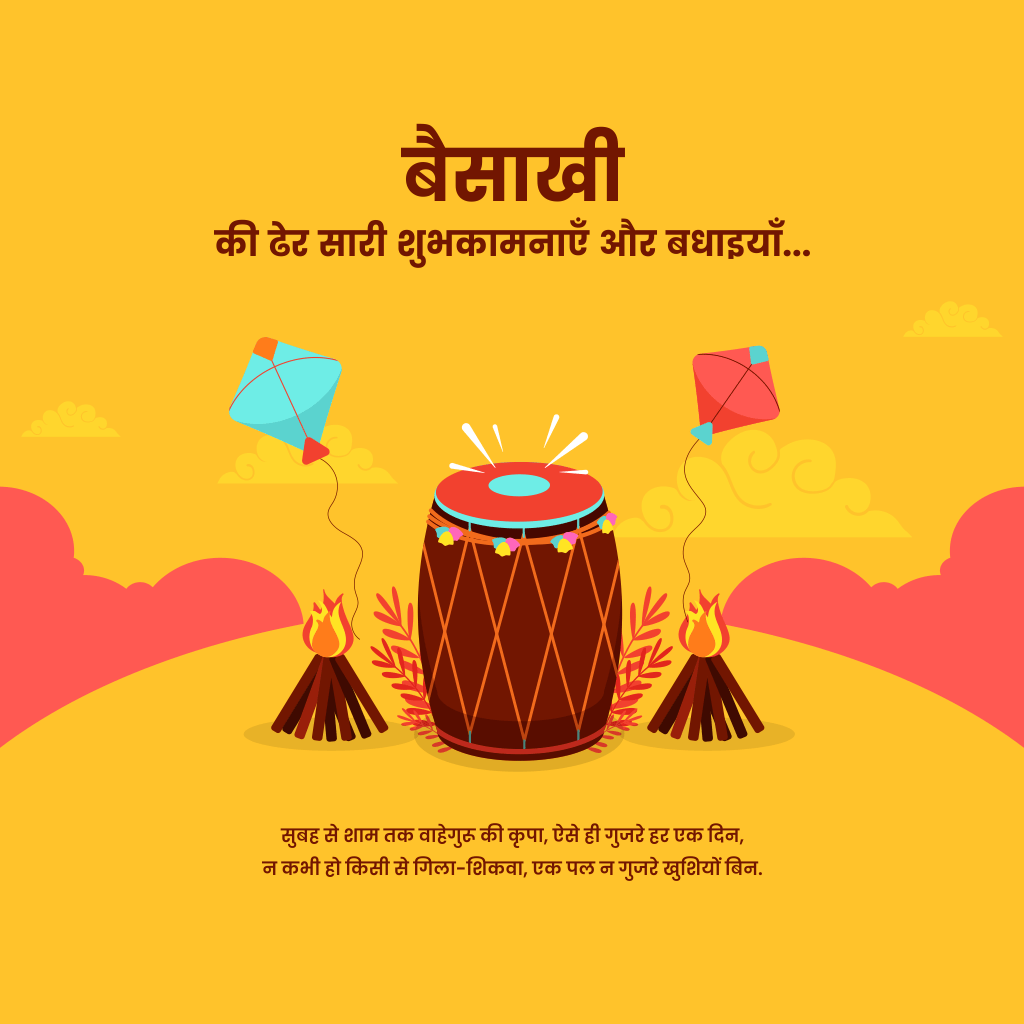 बैसाखी
की ढेर सारी शुभकामनाएँ और बधाइयाँ...
सुबह से शाम तक वाहेगुरू की कृपा, ऐसे ही गुजरे हर एक दिन,
न कभी हो किसी से गिला-शिकवा, एक पल न गुजरे खुशियों बिन.